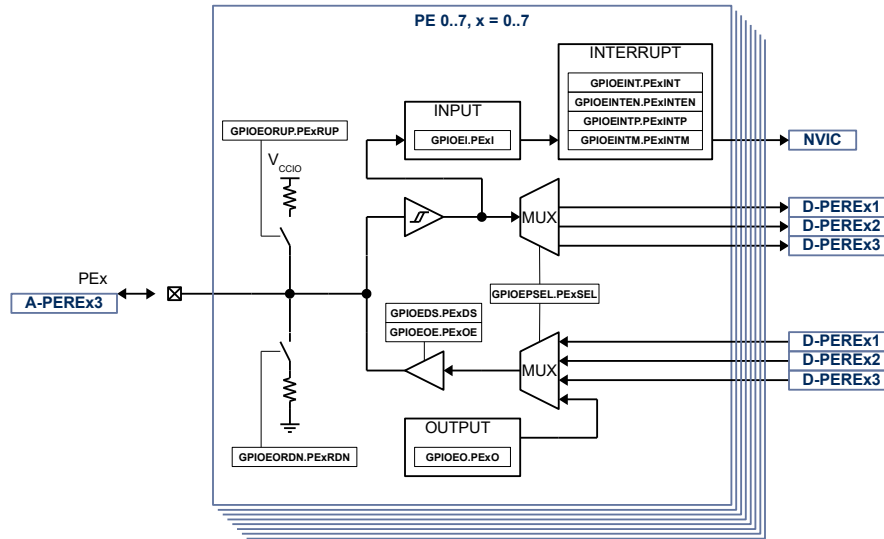 PE 0..7, x = 0..7
INTERRUPT
GPIOEINT.PExINT
GPIOEINTEN.PExINTEN
GPIOEINTP.PExINTP
GPIOEINTM.PExINTM
INPUT
GPIOEI.PExI
NVIC
GPIOEORUP.PExRUP
VCCIO
MUX
D-PEREx1
D-PEREx2
D-PEREx3
PEx
A-PEREx3
GPIOEPSEL.PExSEL
GPIOEDS.PExDS
GPIOEOE.PExOE
MUX
D-PEREx1
D-PEREx2
D-PEREx3
OUTPUT
GPIOEO.PExO
GPIOEORDN.PExRDN